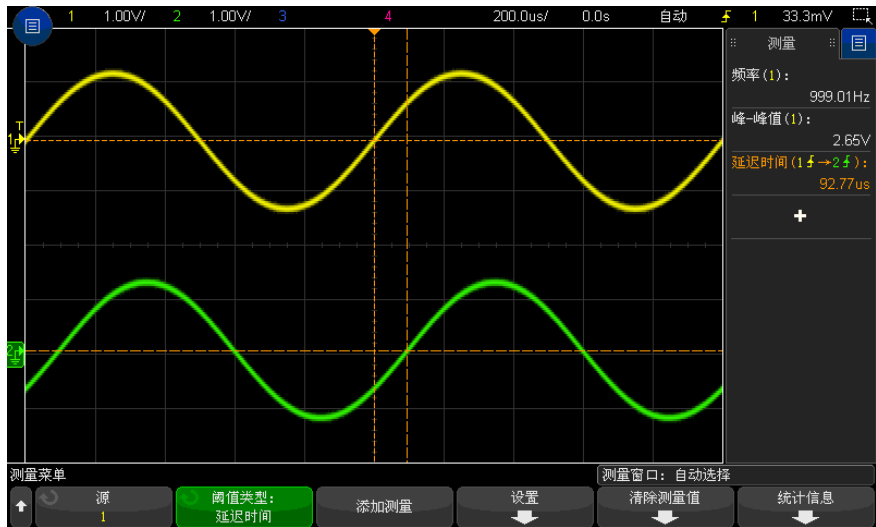 1 1.00V/ 2 1.00V/ 3 4 200.0us/ 0.0s 自动 1 33.3mV
测量
频率(1):
999.01Hz
峰-峰值(1):
2.65V
延迟时间(1→2):
92.77us
+
T
1
2
测量菜单
测量窗口: 自动选择
源
1
阈值类型:
延迟时间
添加测量
设置
清除测量值
统计信息